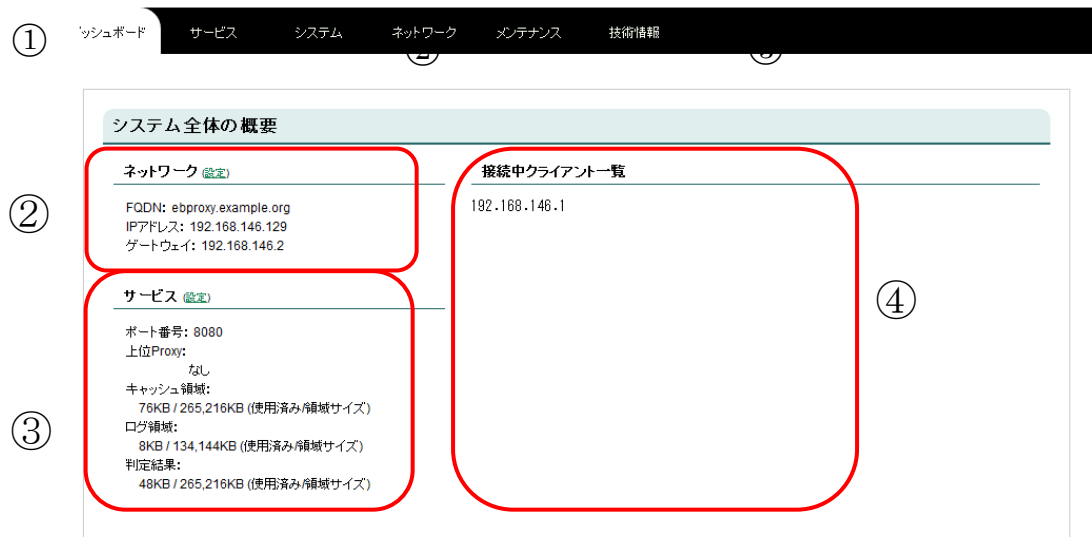 ①
ッシュボード サービス システム ネットワーク メンテナンス 技術情報
システム全体の概要
②
ネットワーク (設定)
FQDN: ebproxy.example.org
IPアドレス: 192.168.146.129
ゲートウェイ: 192.168.146.2
③
サービス (設定)
ポート番号: 8080
上位Proxy:
なし
キャッシュ領域:
76KB / 265,216KB (使用済み/領域サイズ)
ログ領域:
8KB / 134,144KB (使用済み/領域サイズ)
判定結果:
48KB / 265,216KB (使用済み/領域サイズ)
接続中クライアント一覧
192.168.146.1
④